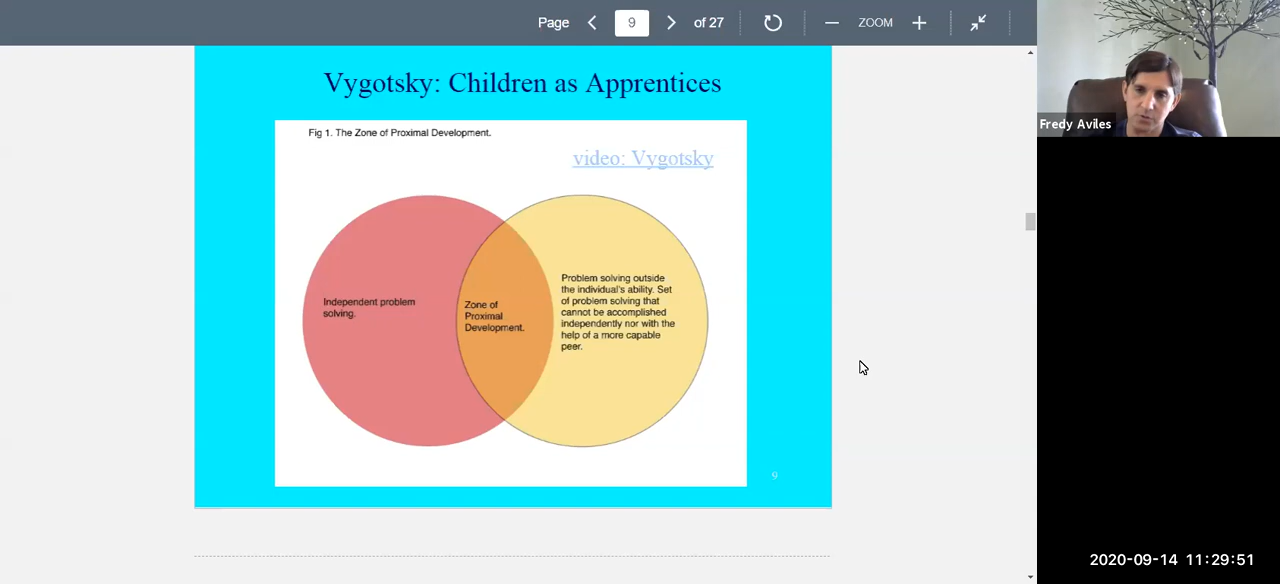 Page 9 of 27 ZOOM
Fredy Aviles
Vygotsky: Children as Apprentices
Fig 1. The Zone of Proximal Development.
video: Vygotsky
Independent problem
solving.
Zone of
Proximal
Development.
Problem solving outside
the individual's ability. Set
of problem solving that
cannot be accomplished
independently nor with the
help of a more capable
peer.
9
2020-09-14 11:29:51